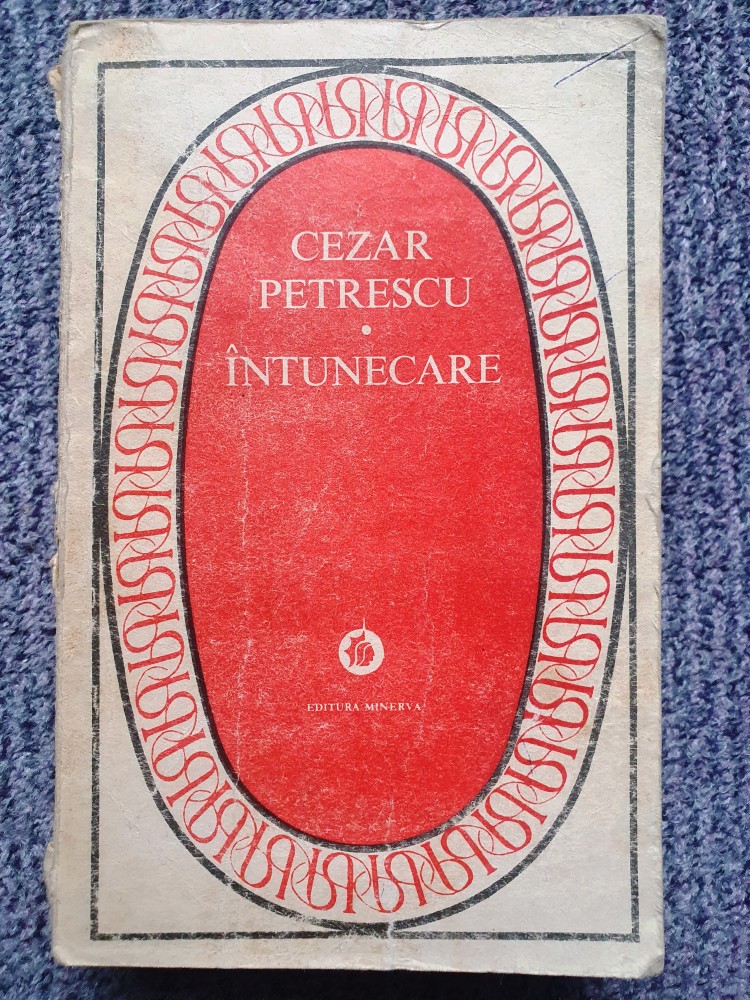 CEZAR
PETRESCU
•
ÎNTUNECARE
EDITURA MINERVA